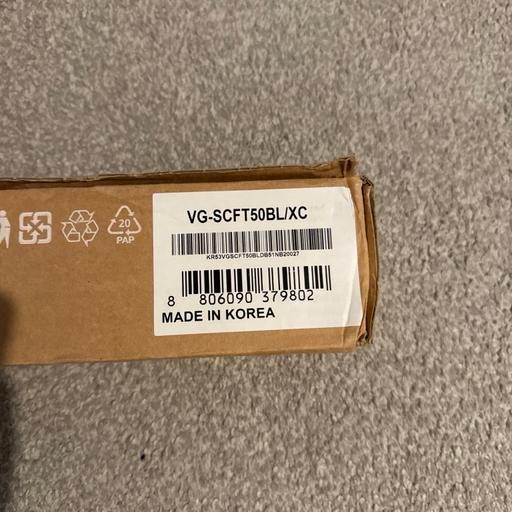 VG-SCFT50BL/XC
KR53VGSCFT50BLDB51NB20027
8 806090 379802
MADE IN KOREA
20
PAP